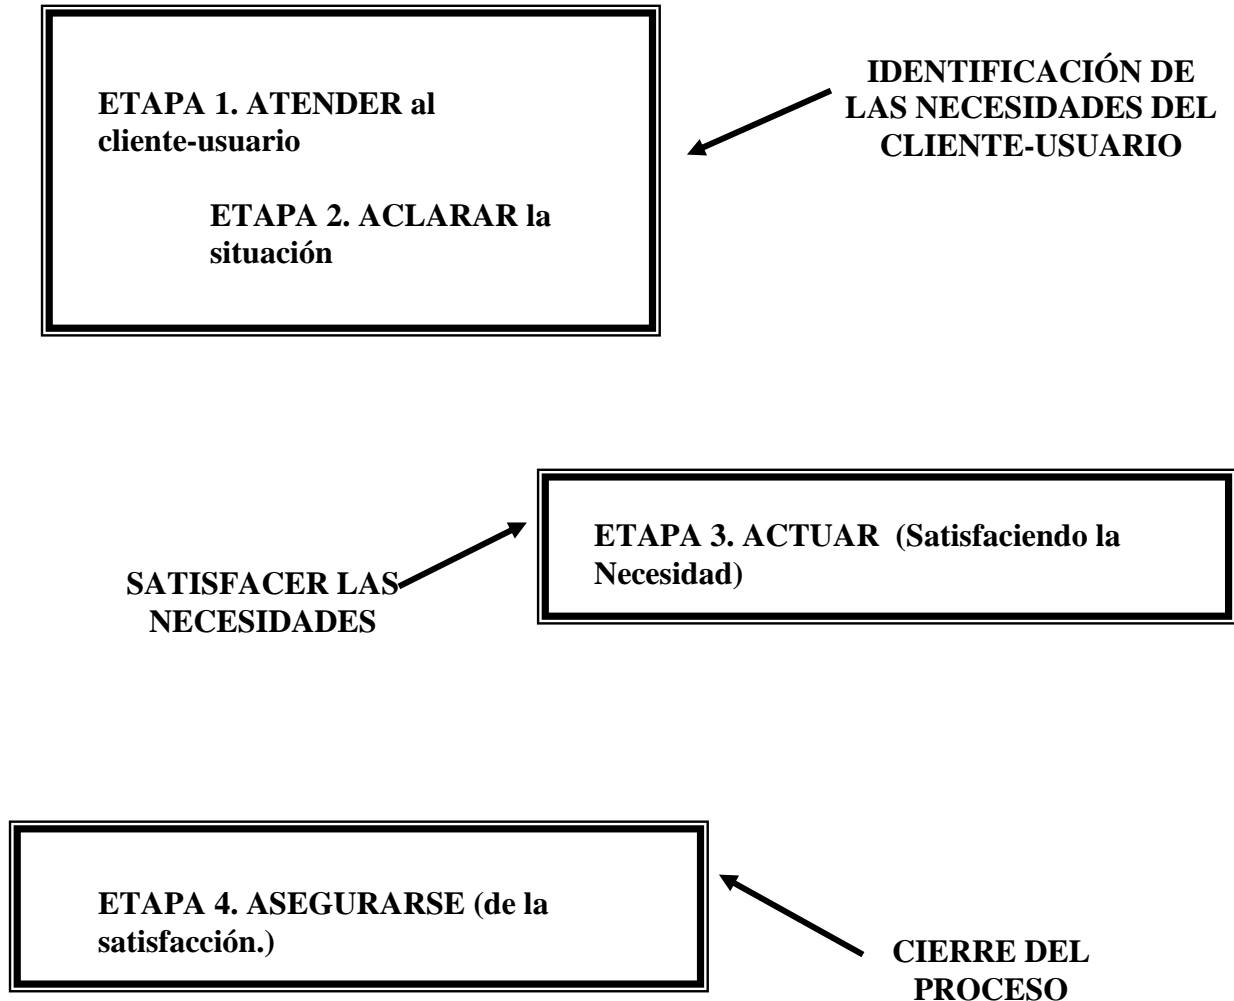 ETAPA 1. ATENDER al
cliente-usuario
ETAPA 2. ACLARAR la
situación
IDENTIFICACIÓN DE
LAS NECESIDADES DEL
CLIENTE-USUARIO
SATISFACER LAS
NECESIDADES
ETAPA 3. ACTUAR (Satisfaciendo la
Necesidad)
ETAPA 4. ASEGURARSE (de la
satisfacción.)
CIERRE DEL
PROCESO